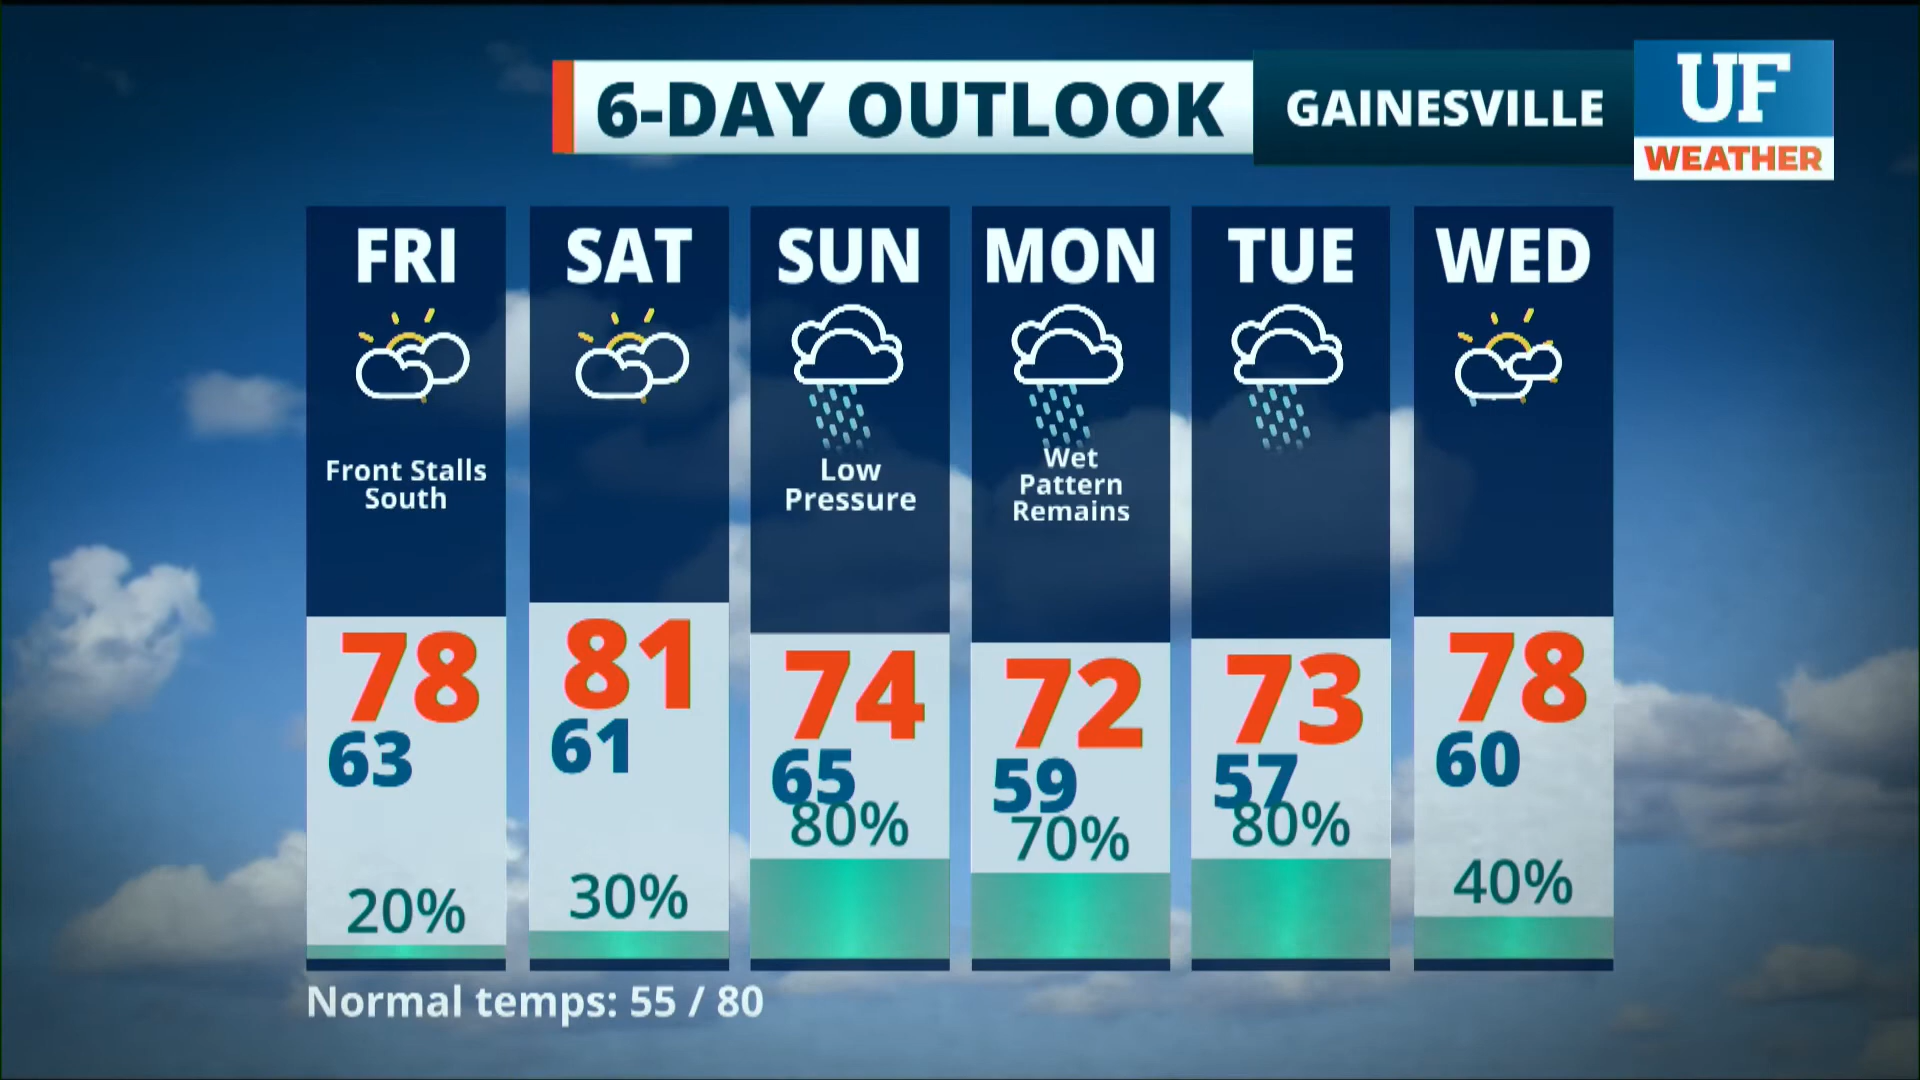 6-DAY OUTLOOK
GAINESVILLE
UF
WEATHER
FRI
SAT
SUN
MON
TUE
WED
Front Stalls
South
Low
Pressure
Wet
Pattern
Remains
78
63
20%
81
61
30%
74
65
80%
72
59
70%
73
57
80%
78
60
40%
Normal temps: 55 / 80